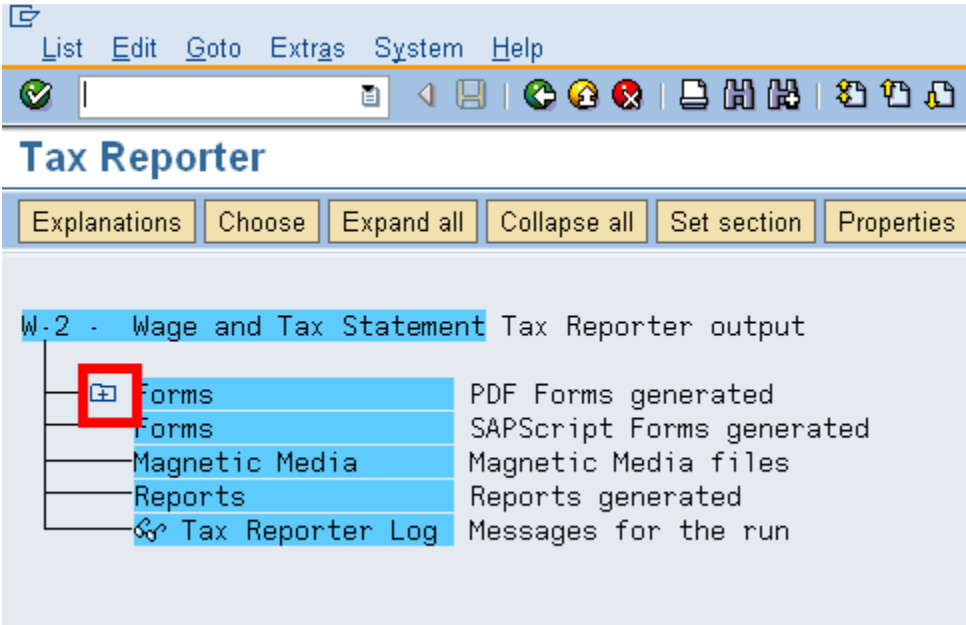 List Edit Goto Extras System Help
Tax Reporter
Explanations Choose Expand all Collapse all Set section Properties
W-2 - Wage and Tax Statement Tax Reporter output
Forms PDF Forms generated
Forms SAPScript Forms generated
Magnetic Media Magnetic Media files
Reports Reports generated
Tax Reporter Log Messages for the run